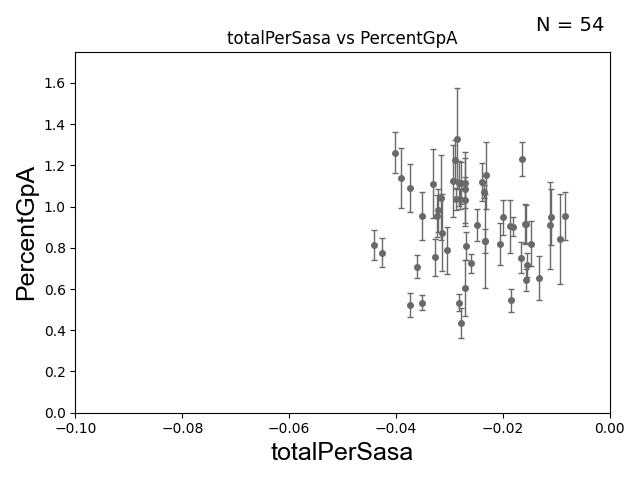 N = 54
totalPerSasa vs PercentGpA
PercentGpA
1.6
1.4
1.2
1.0
0.8
0.6
0.4
0.2
0.0
−0.10 −0.08 −0.06 −0.04 −0.02 0.00
totalPerSasa